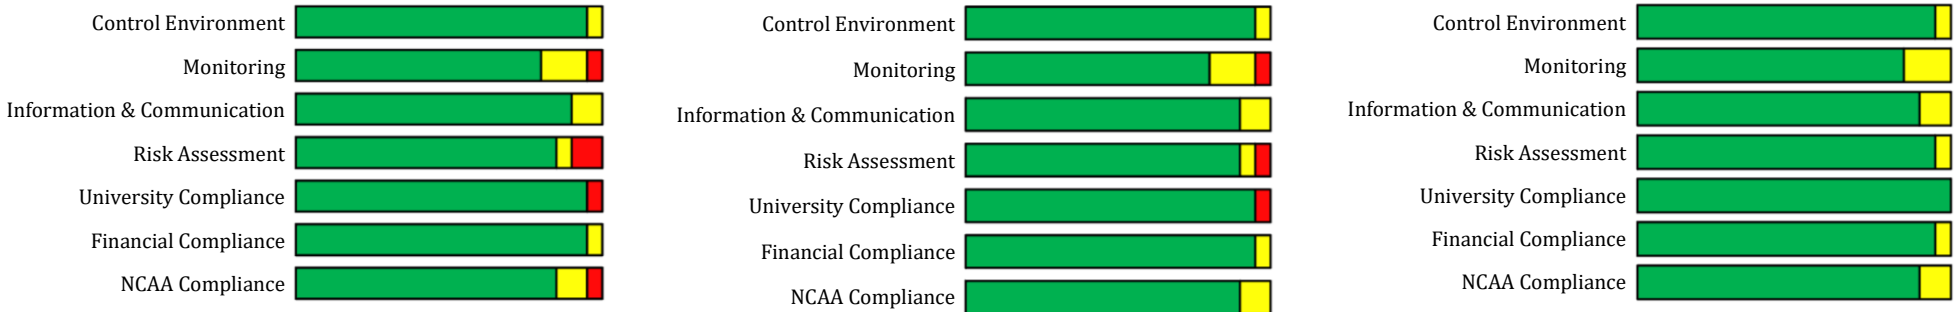 Control Environment
Monitoring
Information & Communication
Risk Assessment
University Compliance
Financial Compliance
NCAA Compliance
Control Environment
Monitoring
Information & Communication
Risk Assessment
University Compliance
Financial Compliance
NCAA Compliance
Control Environment
Monitoring
Information & Communication
Risk Assessment
University Compliance
Financial Compliance
NCAA Compliance